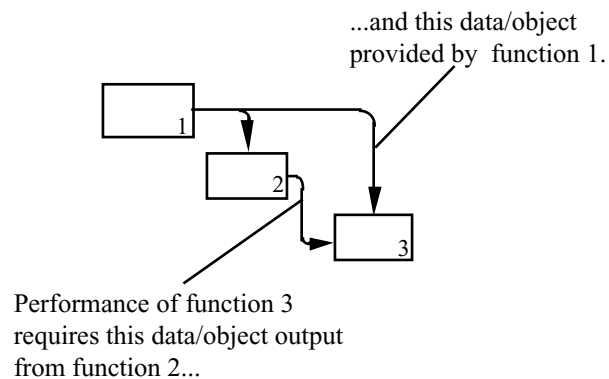 ...and this data/object
provided by function 1.
1
2
3
Performance of function 3
requires this data/object output
from function 2...